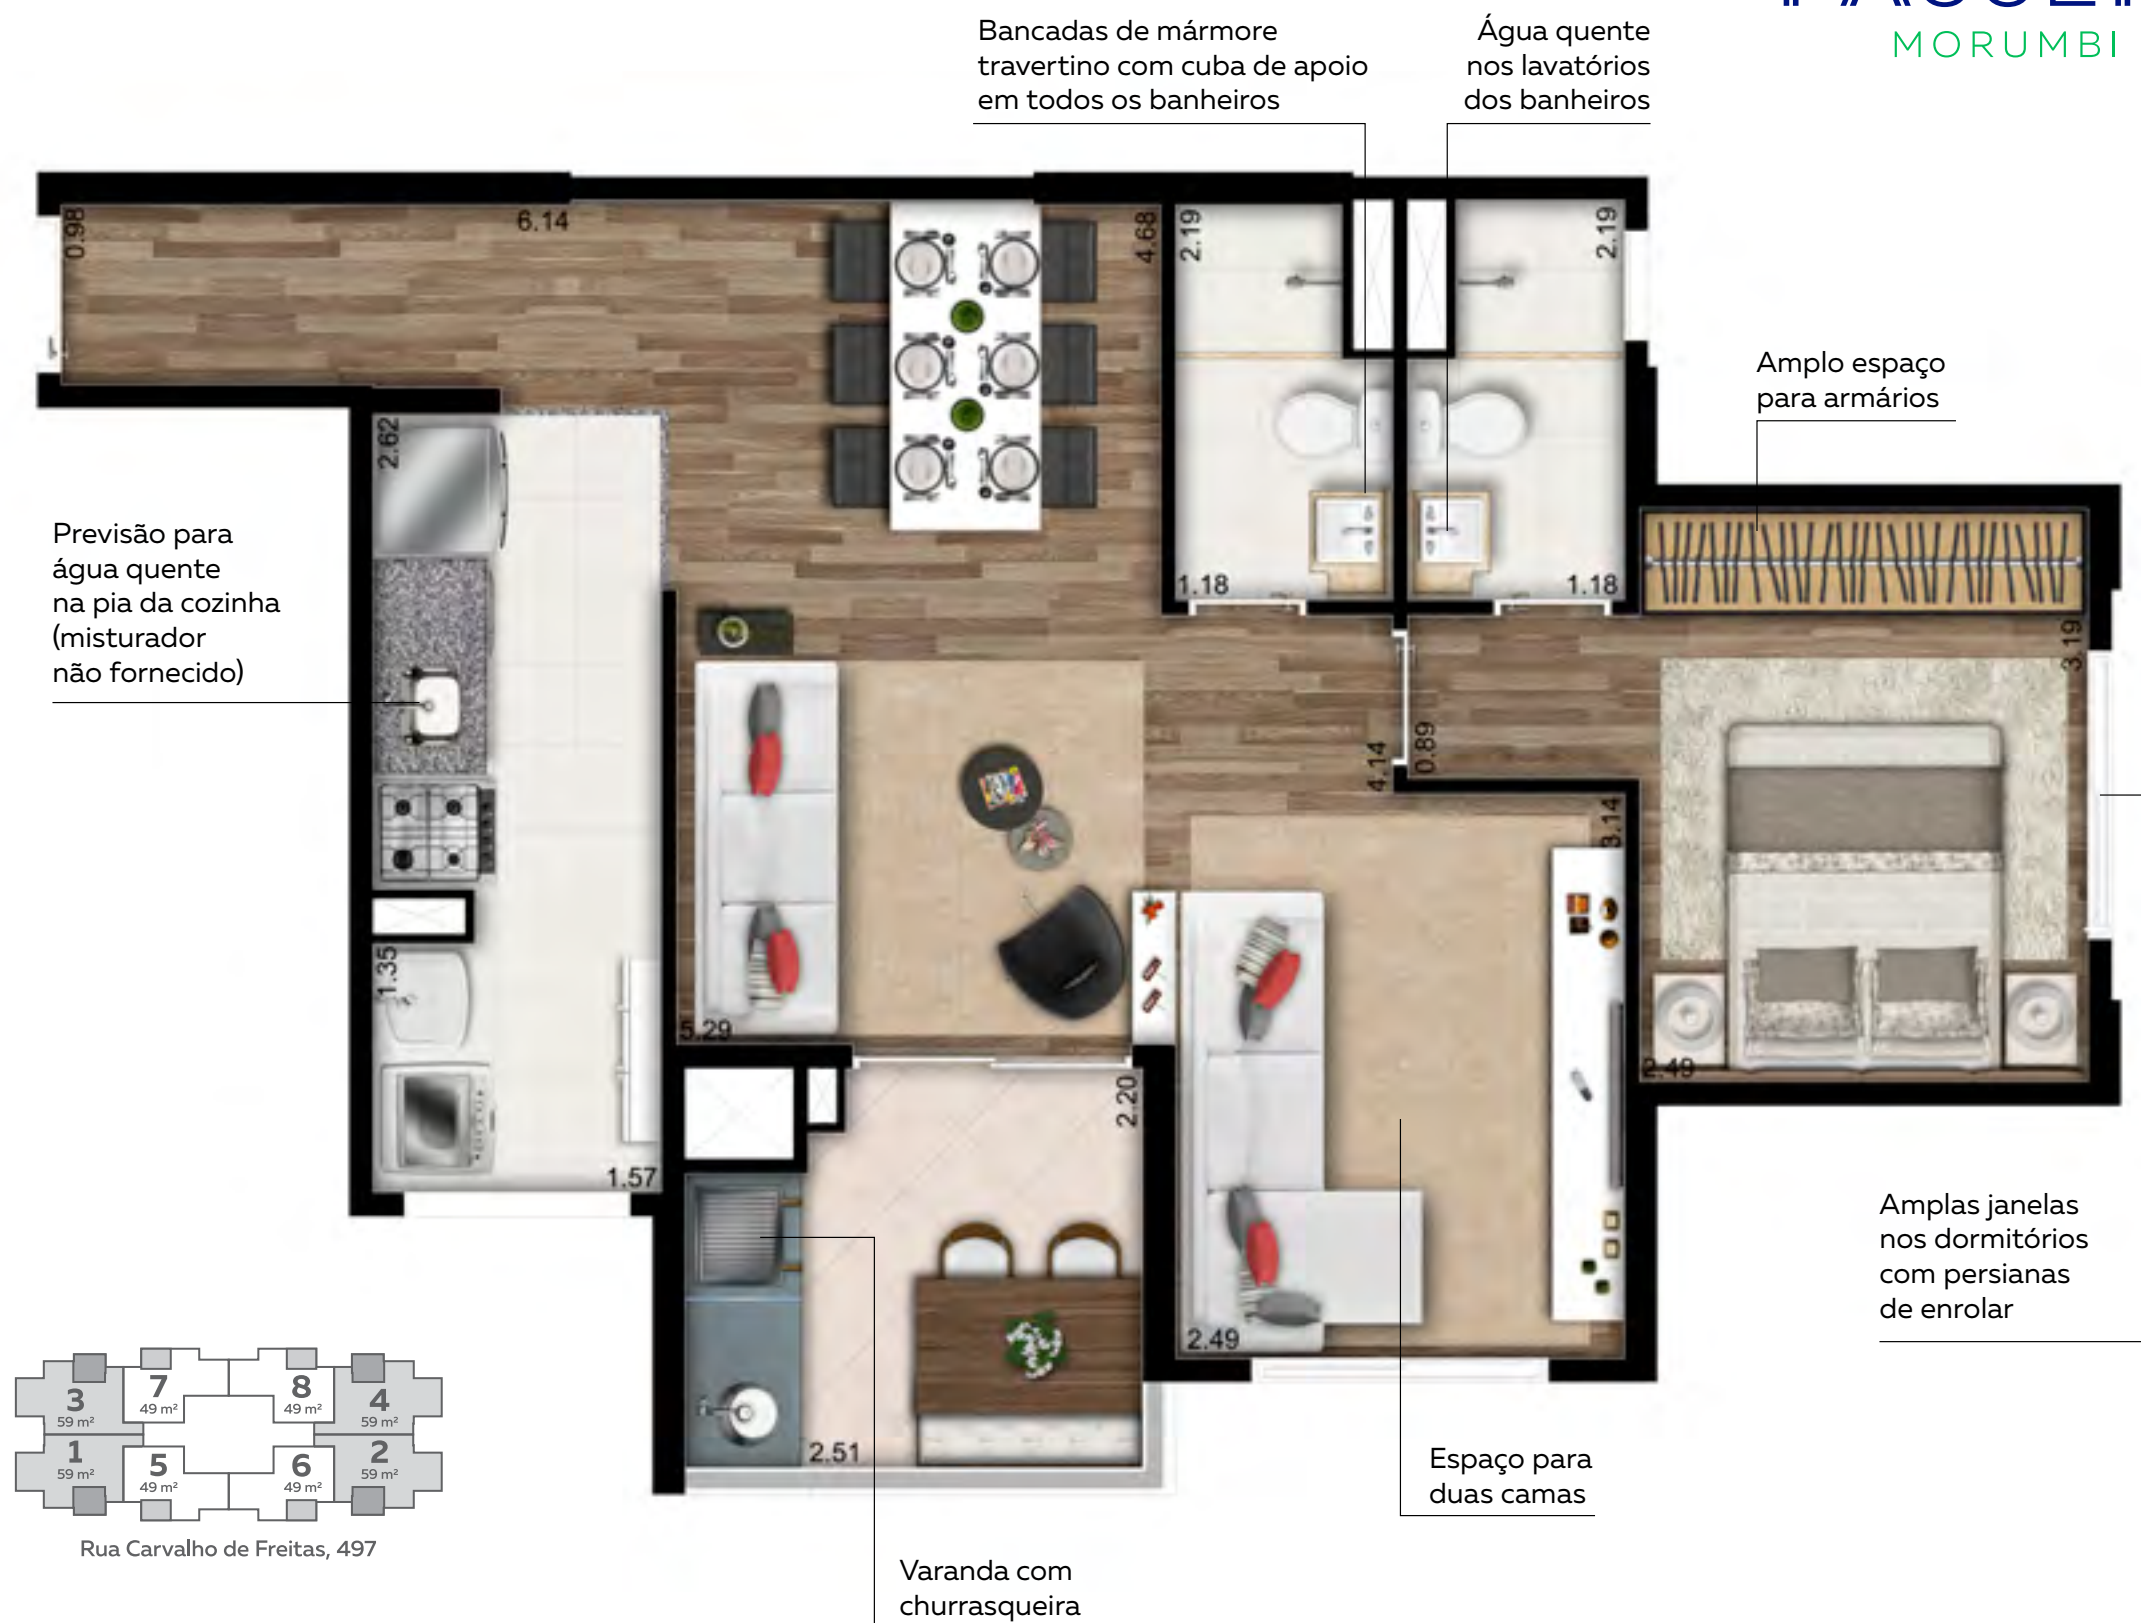 MORUMBI
Bancadas de mármore
travertino com cuba de apoio
em todos os banheiros
Água quente
nos lavatórios
dos banheiros
0.98
6.14
4.68
2.19
2.19
Amplo espaço
para armários
2.62
Previsão para
água quente
na pia da cozinha
(misturador
não fornecido)
1.18
1.18
3.19
4.14
0.89
3.14
1.35
5.29
2.20
2.49
1.57
Amplas janelas
nos dormitórios
com persianas
de enrolar
2.49
2.51
Espaço para
duas camas
Varanda com
churrasqueira
3
59 m²
7
49 m²
8
49 m²
4
59 m²
1
59 m²
5
49 m²
6
49 m²
2
59 m²
Rua Carvalho de Freitas, 497